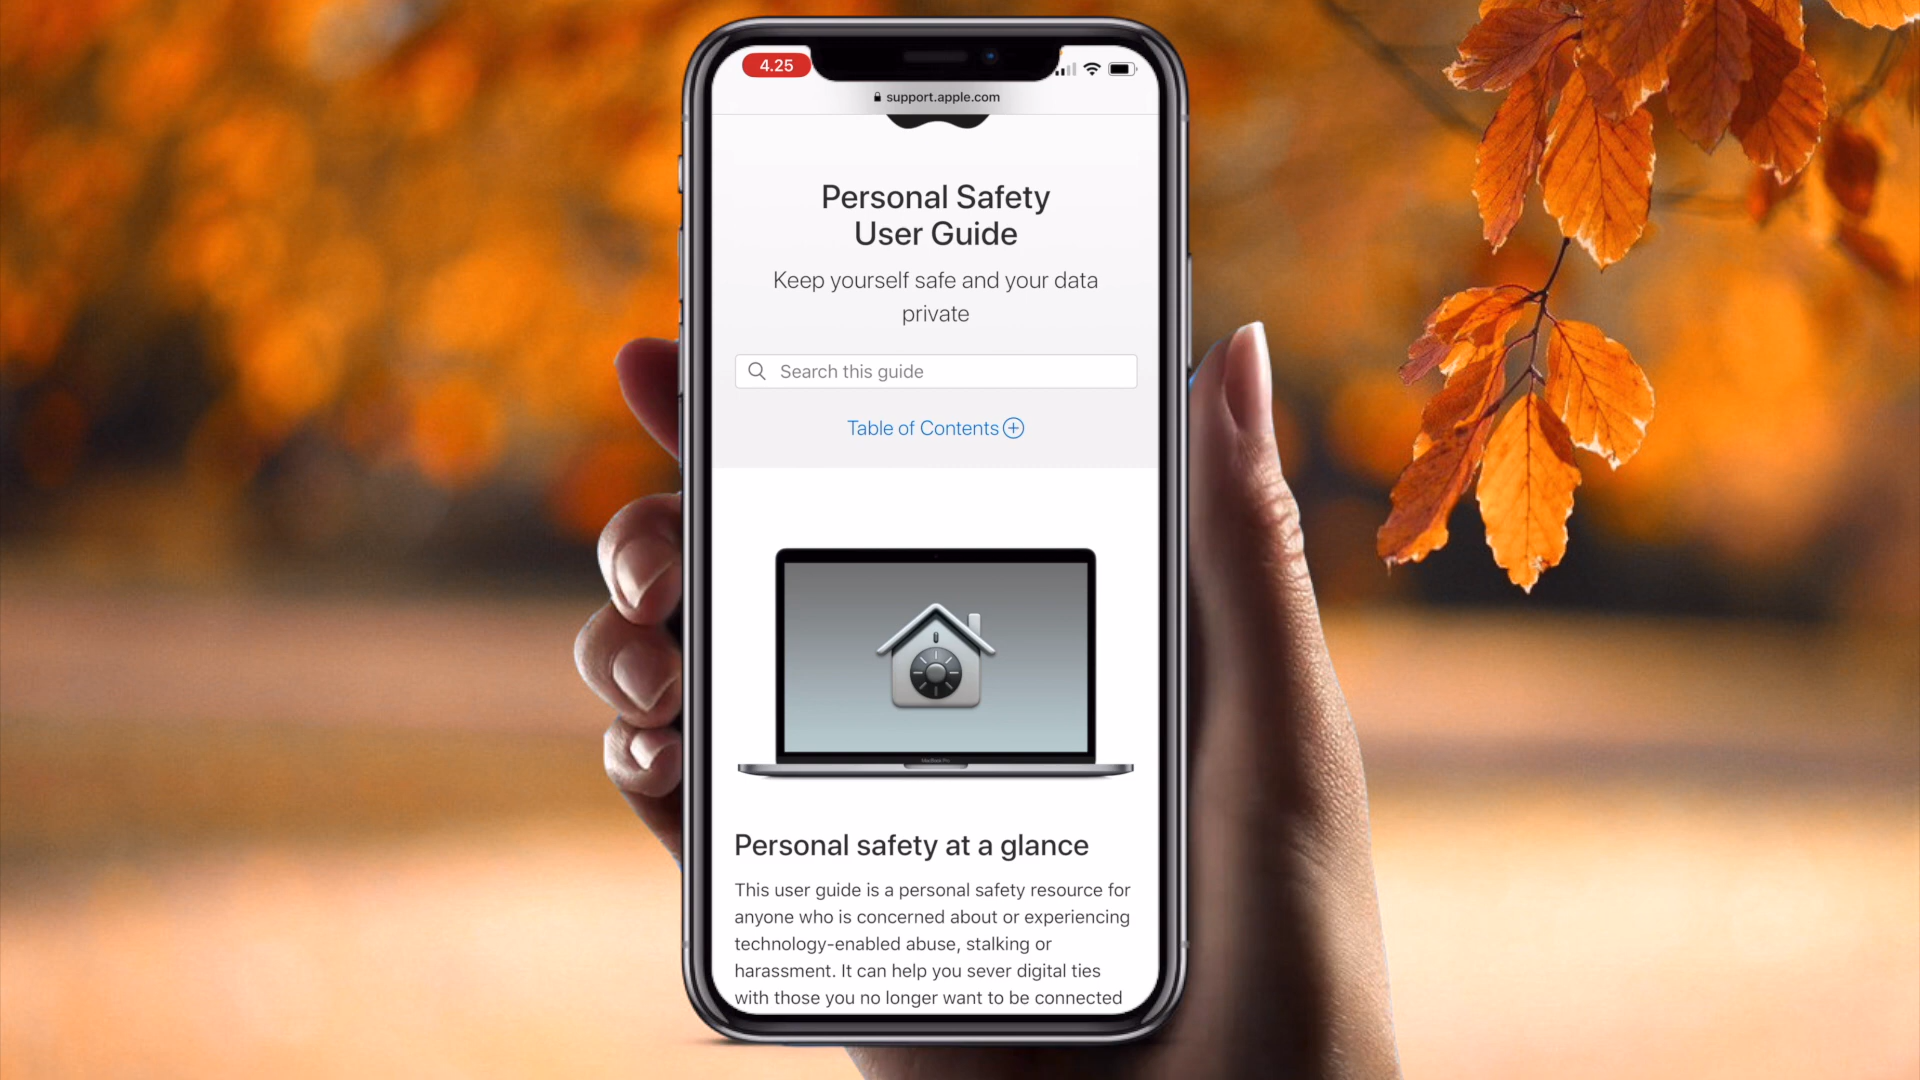 4.25
support.apple.com
Personal Safety
User Guide
Keep yourself safe and your data
private
Search this guide
Table of Contents
Personal safety at a glance
This user guide is a personal safety resource for
anyone who is concerned about or experiencing
technology-enabled abuse, stalking or
harassment. It can help you sever digital ties
with those you no longer want to be connected